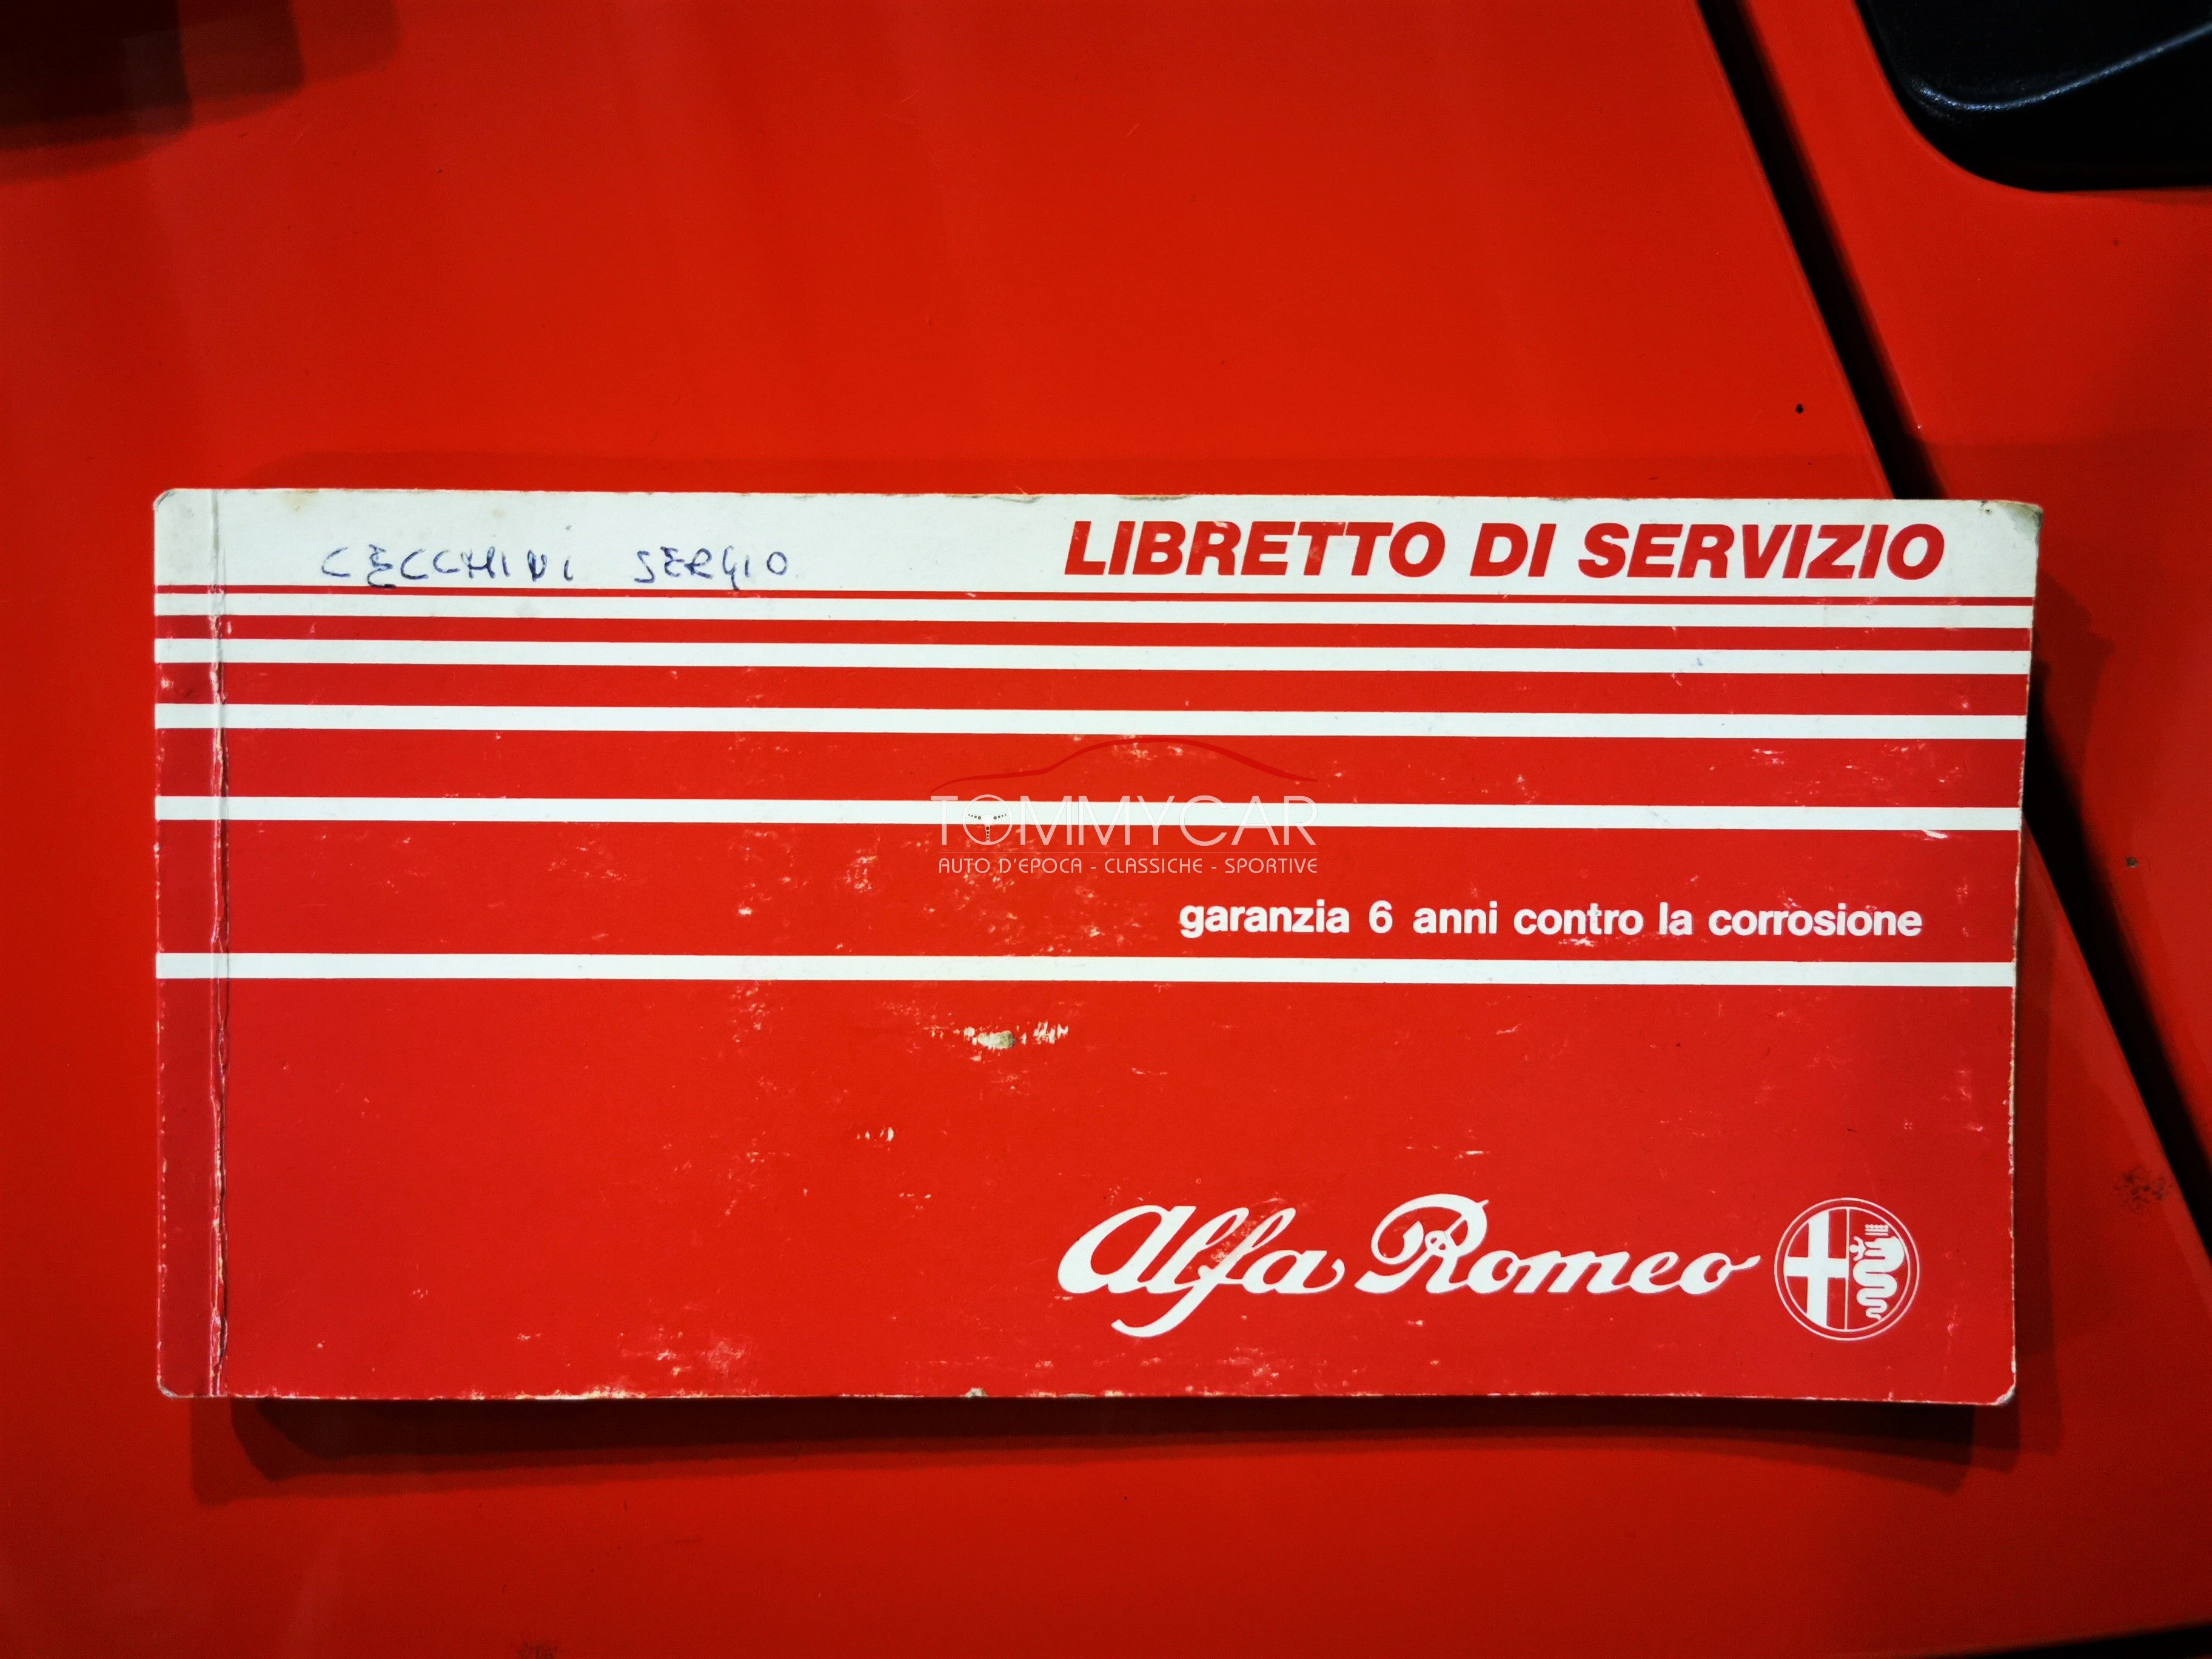 CECCHINI SERGIO
LIBRETTO DI SERVIZIO
TOMMYCAR
AUTO D'EPOCA - CLASSICHE - SPORTIVE
garanzia 6 anni contro la corrosione
Alfa Romeo